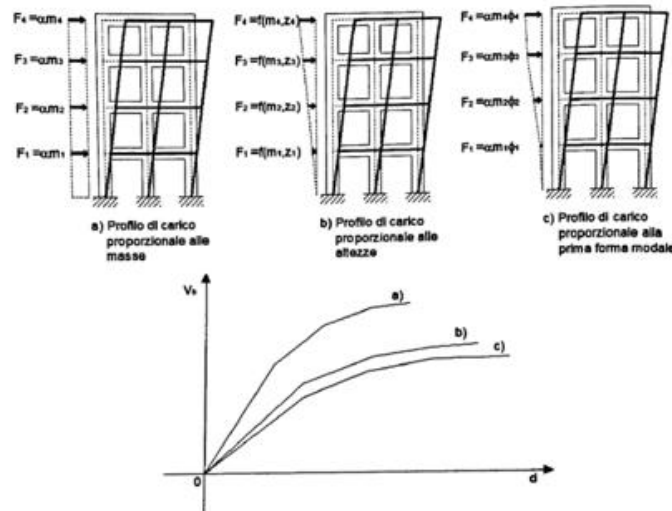 F₄ =αm₄
F₃ =αm₃
F₂ =αm₂
F₁ =αm₁
a) Profilo di carico
proporzionale alle
masse
F₄ =f(m₄,z₄)
F₃ =f(m₃,z₃)
F₂ =f(m₂,z₂)
F₁ =f(m₁,z₁)
b) Profilo di carico
proporzionale alle
altezze
F₄ =αm₄ϕ₄
F₃ =αm₃ϕ₃
F₂ =αm₂ϕ₂
F₁ =αm₁ϕ₁
c) Profilo di carico
proporzionale alla
prima forma modale
a)
b)
c)
0
d